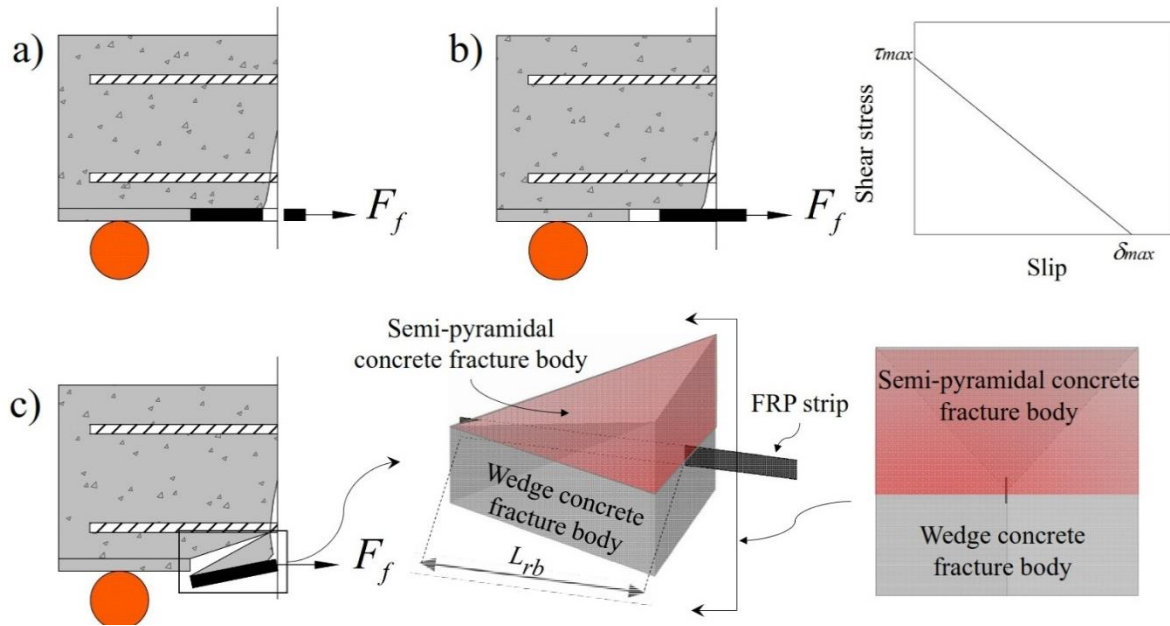 a)
F_f
b)
F_f
τmax
Shear stress
Slip
δmax
c)
F_f
Semi-pyramidal
concrete fracture body
FRP strip
Wedge concrete
fracture body
L_rb
Semi-pyramidal concrete
fracture body
Wedge concrete
fracture body